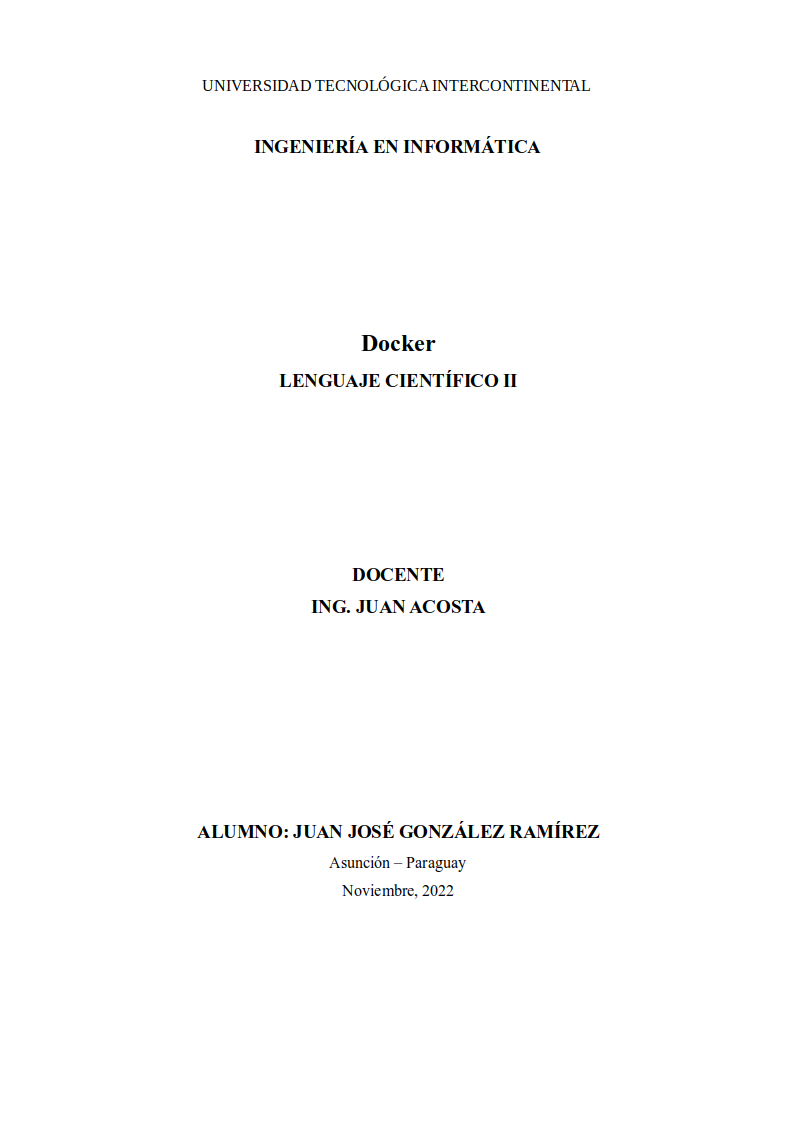 UNIVERSIDAD TECNOLÓGICA INTERCONTINENTAL
INGENIERÍA EN INFORMÁTICA
Docker
LENGUAJE CIENTÍFICO II
DOCENTE
ING. JUAN ACOSTA
ALUMNO: JUAN JOSÉ GONZÁLEZ RAMÍREZ
Asunción – Paraguay
Noviembre, 2022